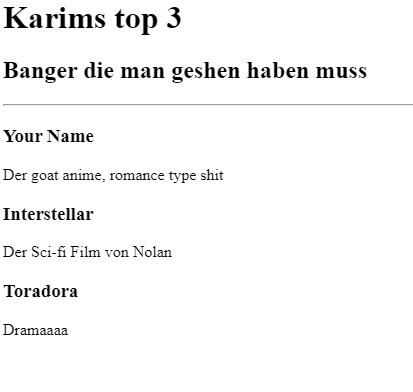 Karims top 3
Banger die man geshen haben muss
Your Name
Der goat anime, romance type shit
Interstellar
Der Sci-fi Film von Nolan
Toradora
Dramaaaa